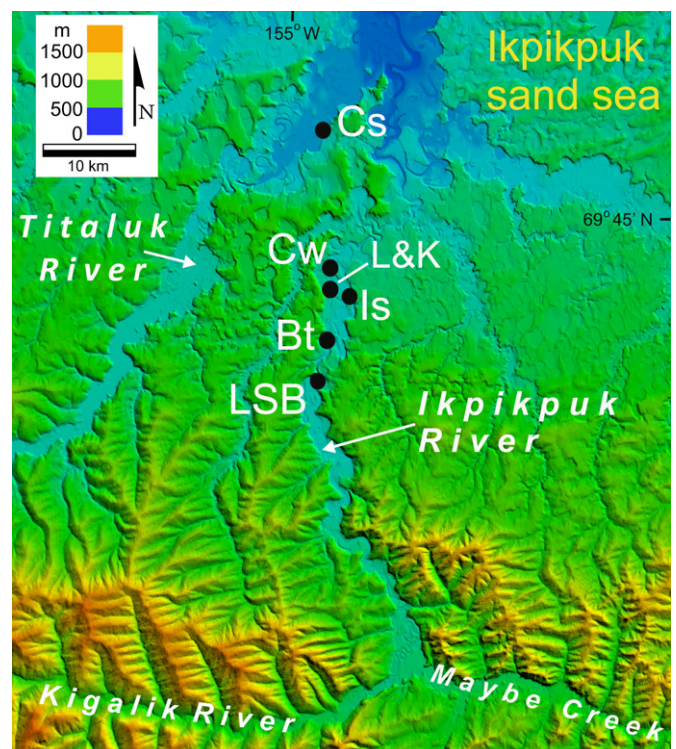 155° W
m
1500
1000
500
0
N
10 km
Ikpikpuk
sand sea
Cs
69° 45' N
Titaluk
River
Cw
L&K
Is
Bt
LSB
Ikpikpuk
River
Kigalik River
Maybe Creek